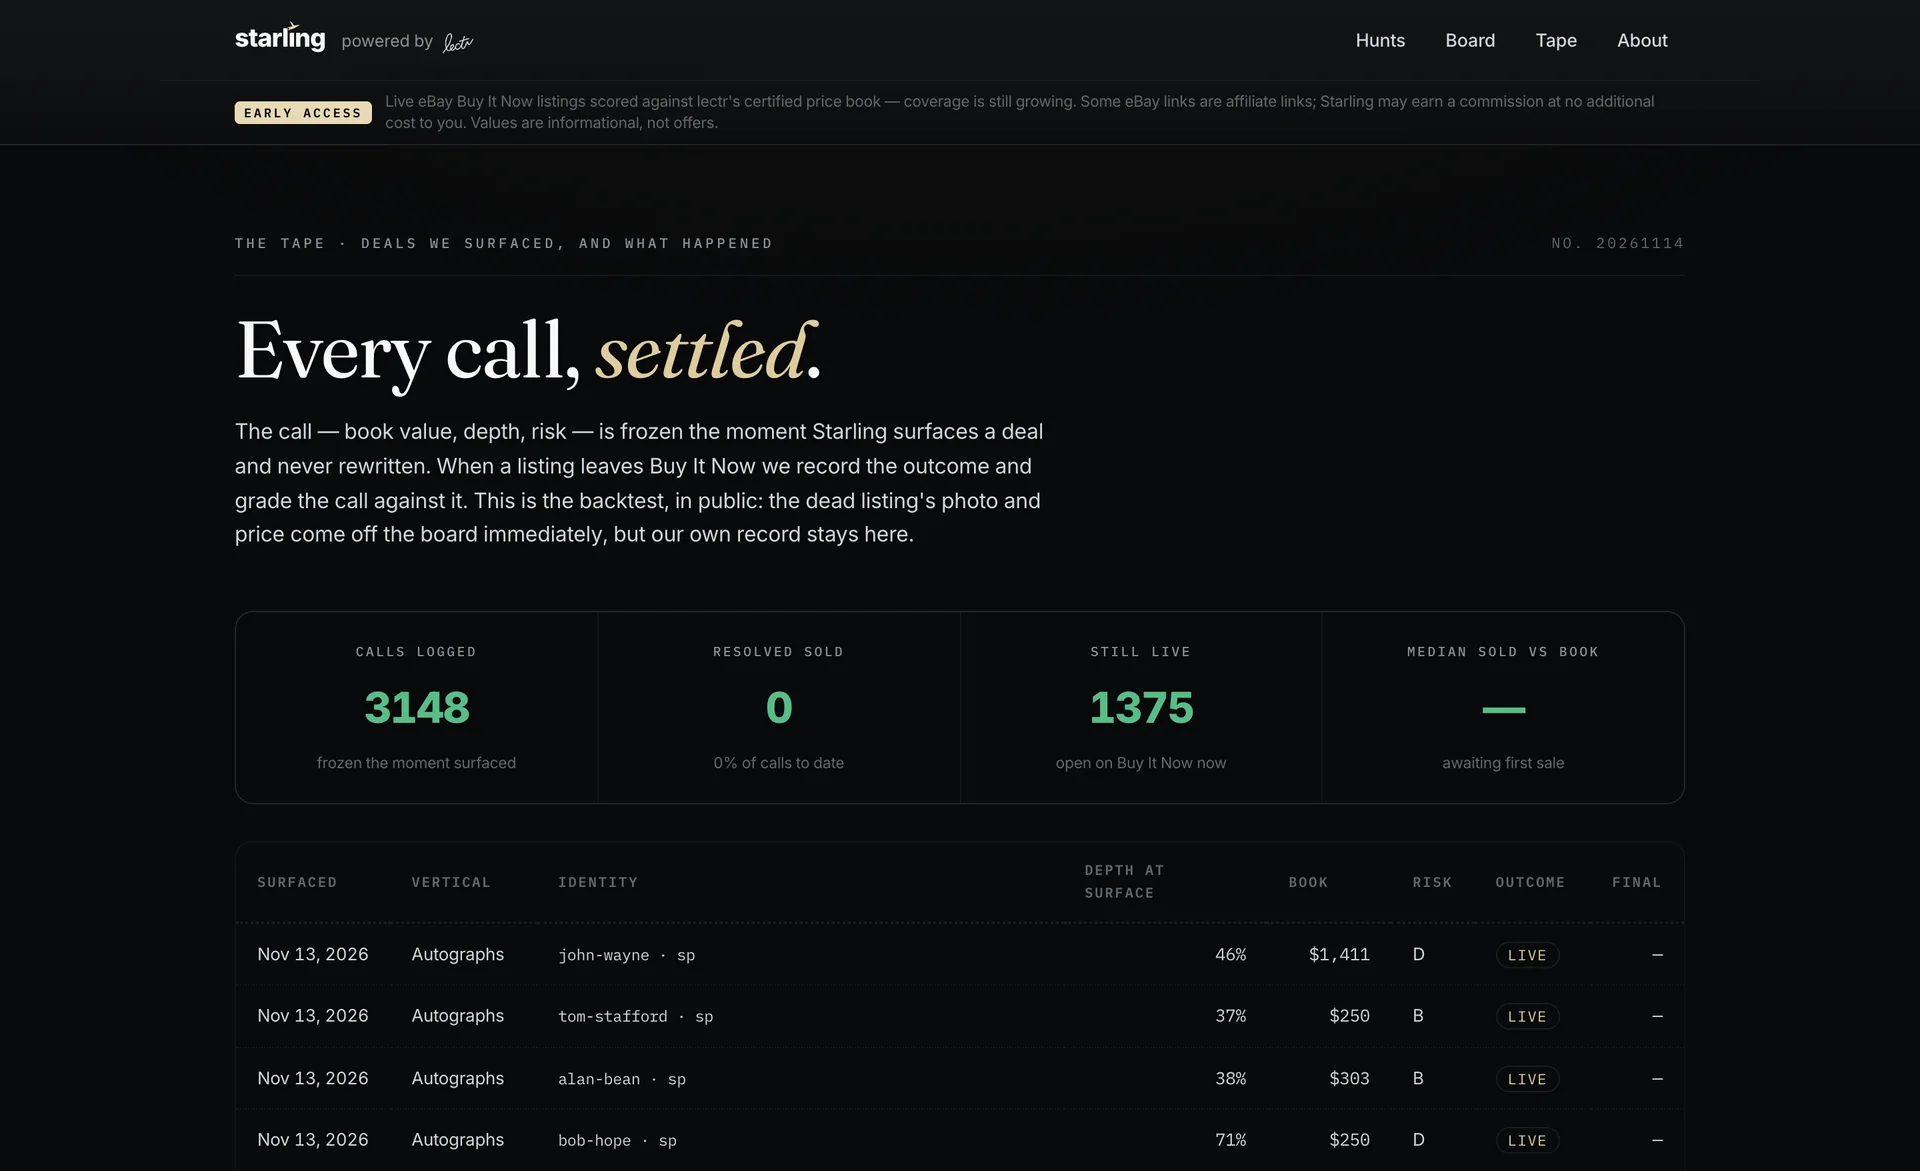 starling powered by lectr
Hunts Board Tape About
EARLY ACCESS
Live eBay Buy It Now listings scored against lectr's certified price book — coverage is still growing. Some eBay links are affiliate links; Starling may earn a commission at no additional
cost to you. Values are informational, not offers.
THE TAPE · DEALS WE SURFACED, AND WHAT HAPPENED
NO. 20261114
Every call, settled.
The call — book value, depth, risk — is frozen the moment Starling surfaces a deal
and never rewritten. When a listing leaves Buy It Now we record the outcome and
grade the call against it. This is the backtest, in public: the dead listing's photo and
price come off the board immediately, but our own record stays here.
CALLS LOGGED
3148
frozen the moment surfaced
RESOLVED SOLD
0
0% of calls to date
STILL LIVE
1375
open on Buy It Now now
MEDIAN SOLD VS BOOK
—
awaiting first sale
SURFACED VERTICAL IDENTITY DEPTH AT SURFACE BOOK RISK OUTCOME FINAL
Nov 13, 2026 Autographs john-wayne · sp 46% $1,411 D LIVE —
Nov 13, 2026 Autographs tom-stafford · sp 37% $250 B LIVE —
Nov 13, 2026 Autographs alan-bean · sp 38% $303 B LIVE —
Nov 13, 2026 Autographs bob-hope · sp 71% $250 D LIVE —